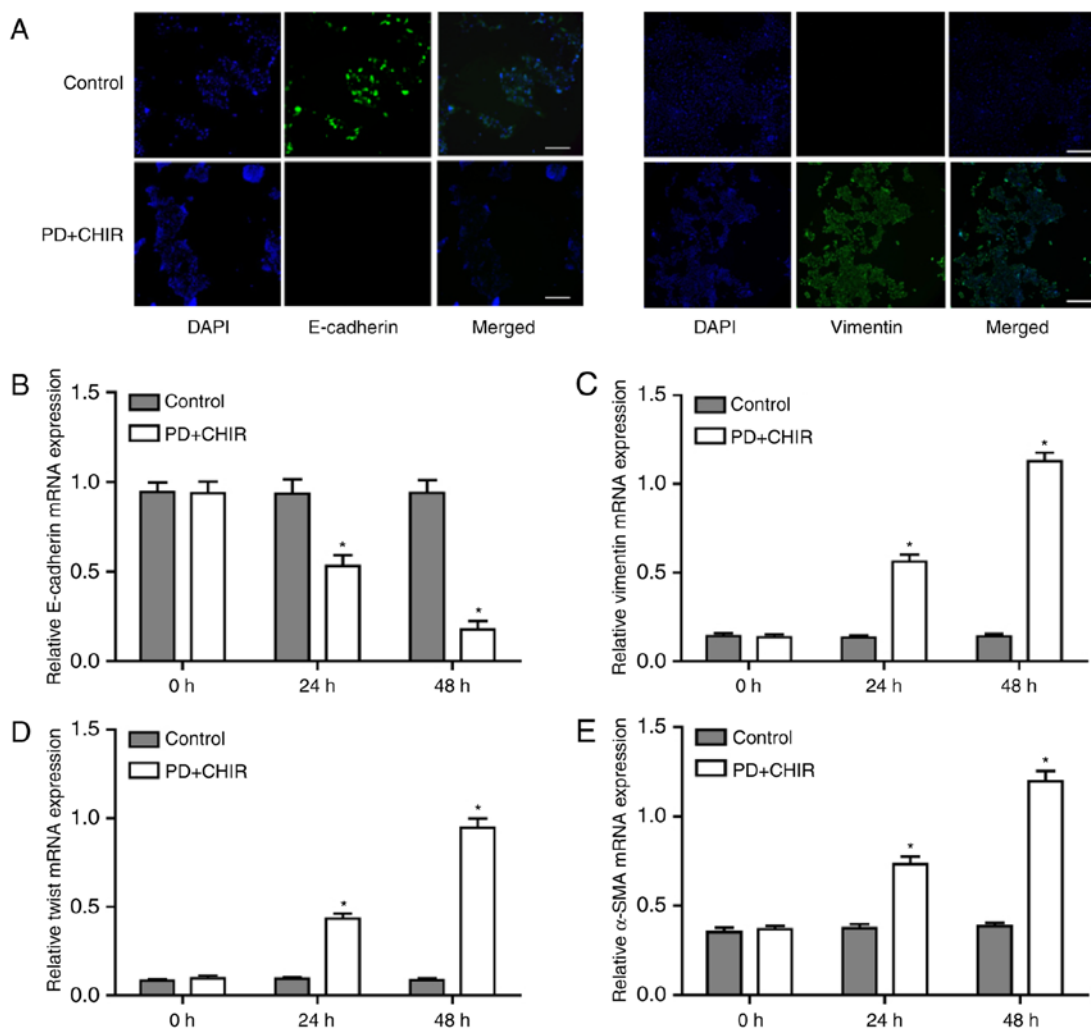 A
Control
PD+CHIR
DAPI E-cadherin Merged
DAPI Vimentin Merged
B
Relative E-cadherin mRNA expression
1.5
1.0
0.5
0.0
Control
PD+CHIR
*
*
0 h 24 h 48 h
C
Relative vimentin mRNA expression
1.5
1.0
0.5
0.0
Control
PD+CHIR
*
*
0 h 24 h 48 h
D
Relative twist mRNA expression
1.5
1.0
0.5
0.0
Control
PD+CHIR
*
*
0 h 24 h 48 h
E
Relative α-SMA mRNA expression
1.5
1.0
0.5
0.0
Control
PD+CHIR
*
*
0 h 24 h 48 h